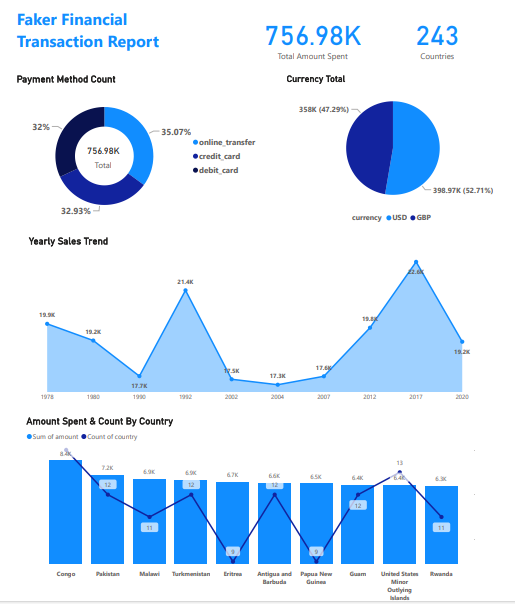 Faker Financial
Transaction Report
756.98K
Total Amount Spent
243
Countries
Payment Method Count
32%
35.07%
32.93%
756.98K
Total
online_transfer
credit_card
debit_card
Currency Total
358K (47.29%)
398.97K (52.71%)
currency USD GBP
Yearly Sales Trend
19.9K
19.2K
17.7K
21.4K
17.5K
17.3K
17.6K
19.8K
22.6K
19.2K
1978 1980 1990 1992 2002 2004 2007 2012 2017 2020
Amount Spent & Count By Country
Sum of amount Count of country
8.4K 7.2K 6.9K 6.9K 6.7K 6.6K 6.5K 6.4K 6.4K 6.3K
12 11 12 9 12 9 12 13 11
Congo
Pakistan
Malawi
Turkmenistan
Eritrea
Antigua and
Barbuda
Papua New
Guinea
Guam
United States
Minor
Outlying
Islands
Rwanda